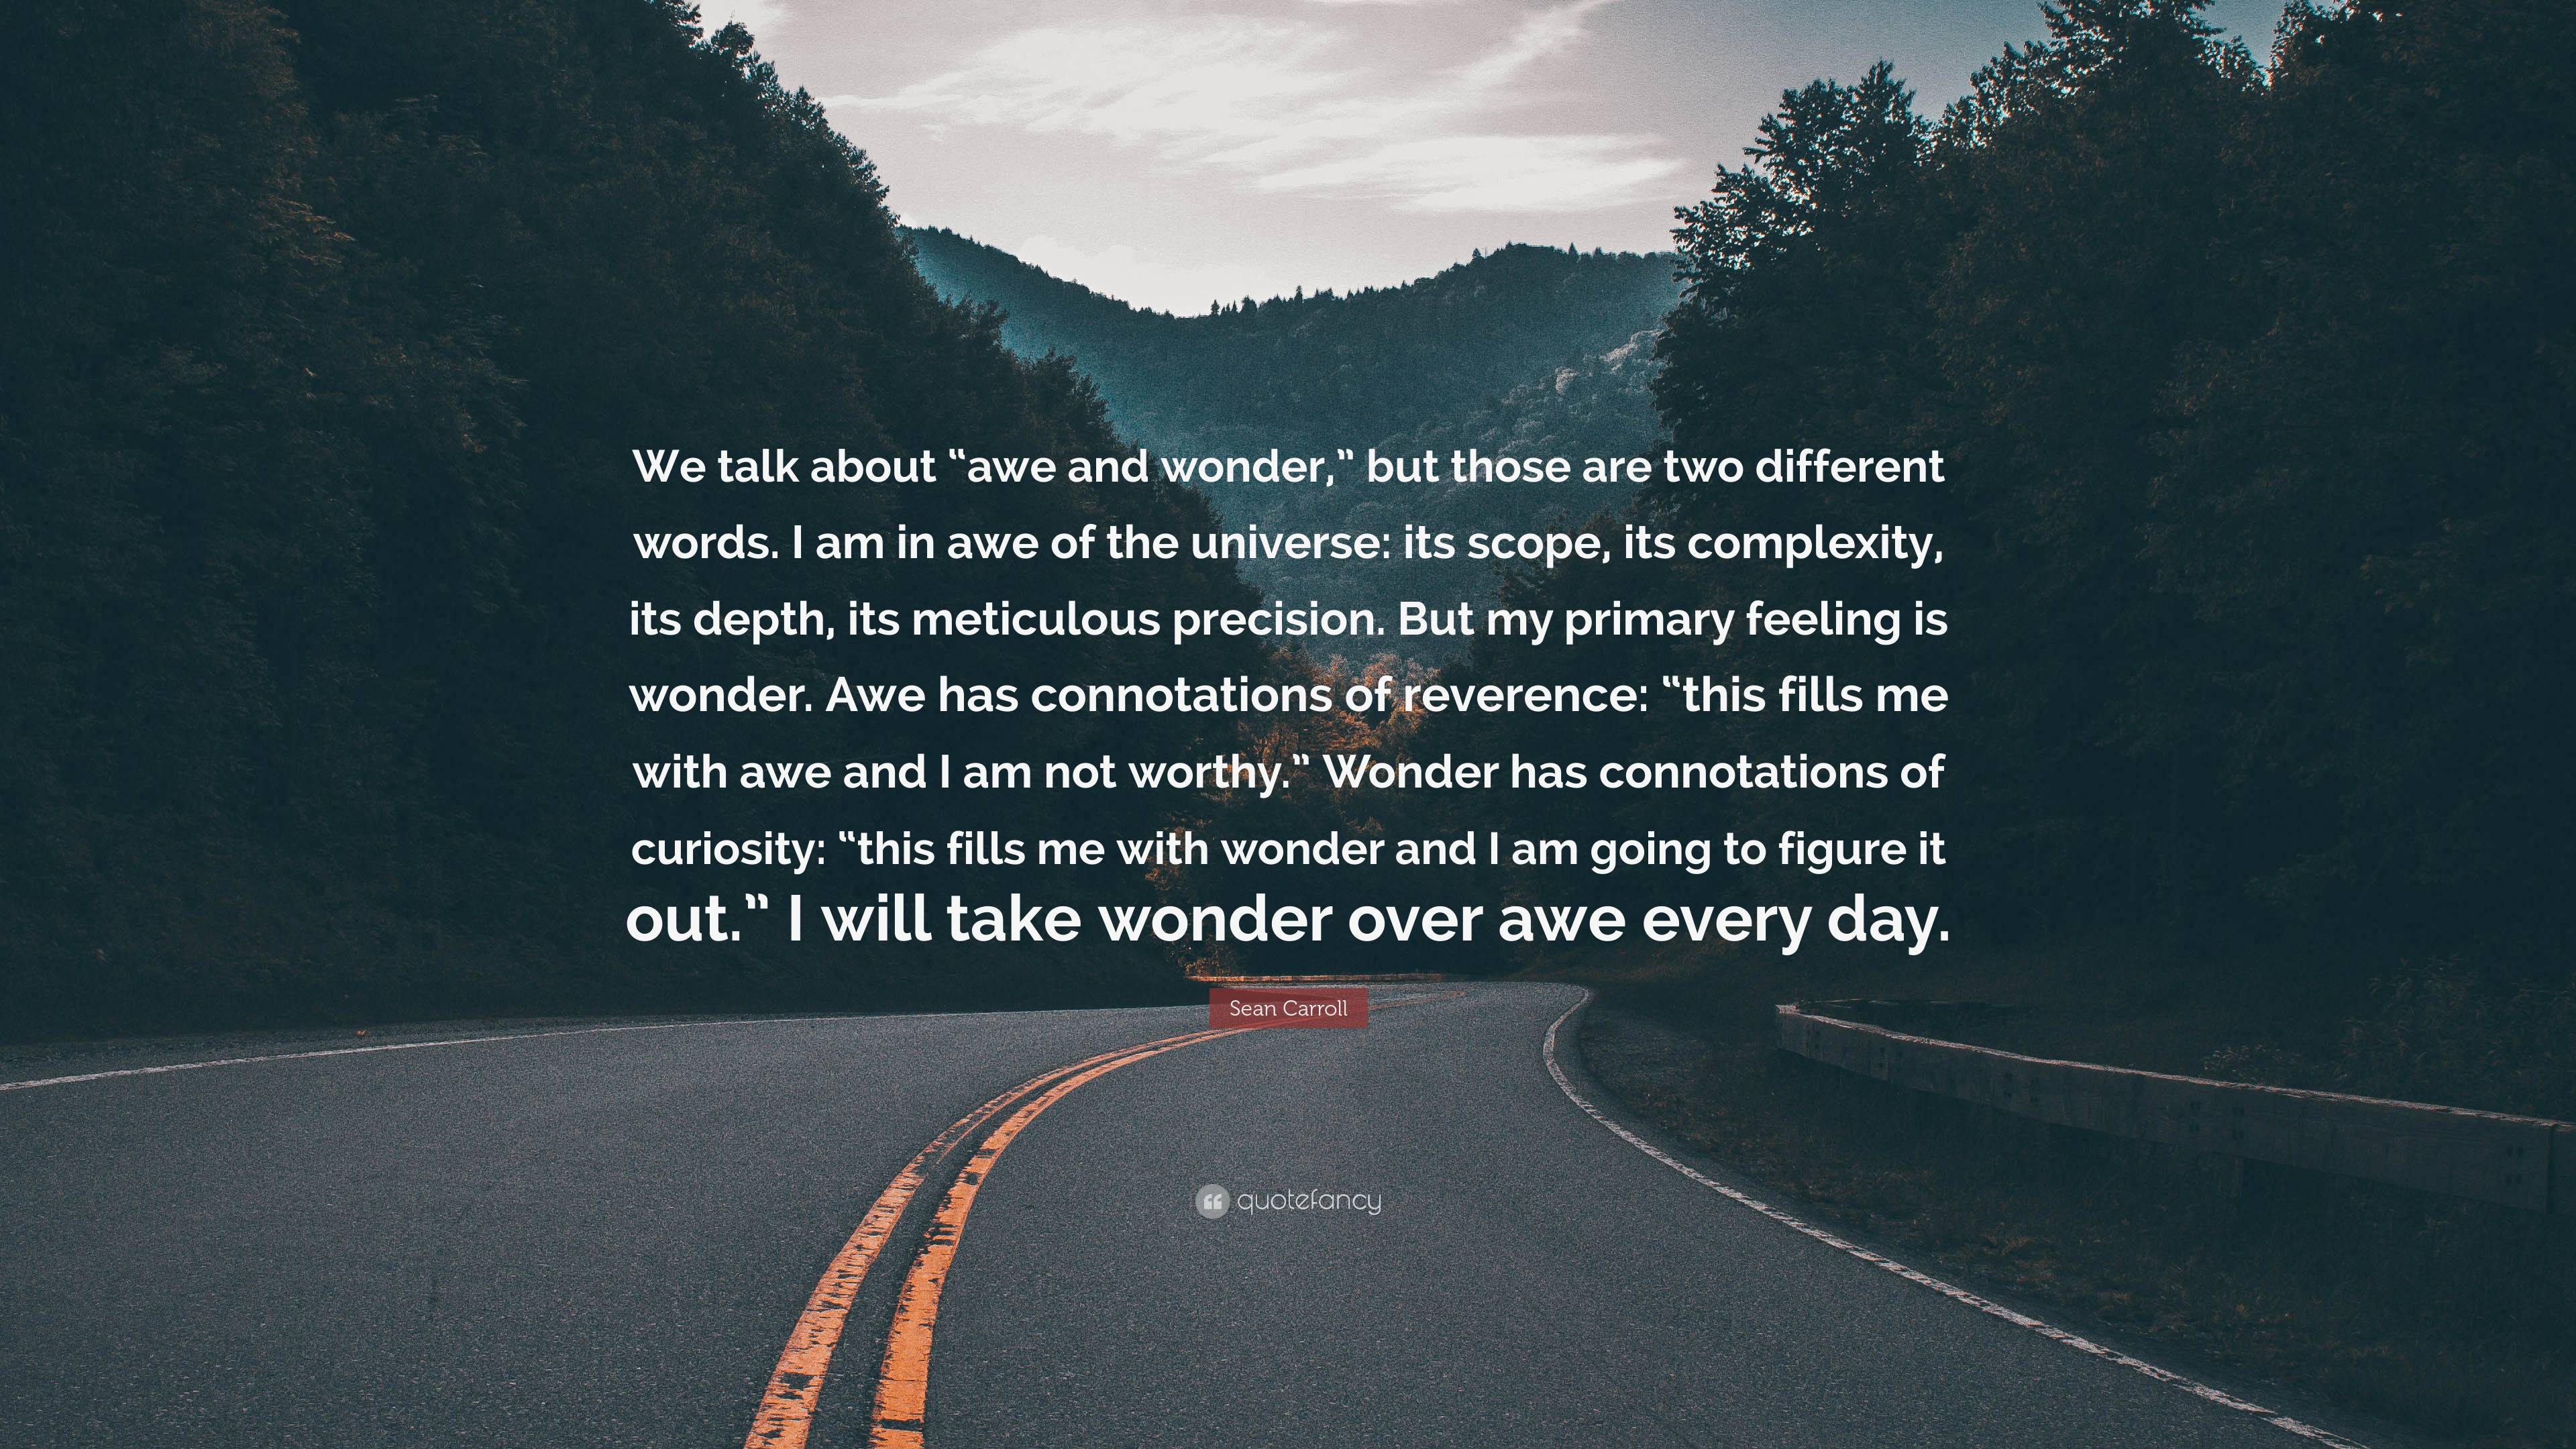 We talk about “awe and wonder,” but those are two different
words. I am in awe of the universe: its scope, its complexity,
its depth, its meticulous precision. But my primary feeling is
wonder. Awe has connotations of reverence: “this fills me
with awe and I am not worthy.” Wonder has connotations of
curiosity: “this fills me with wonder and I am going to figure it
out.” I will take wonder over awe every day.
Sean Carroll
quotefancy